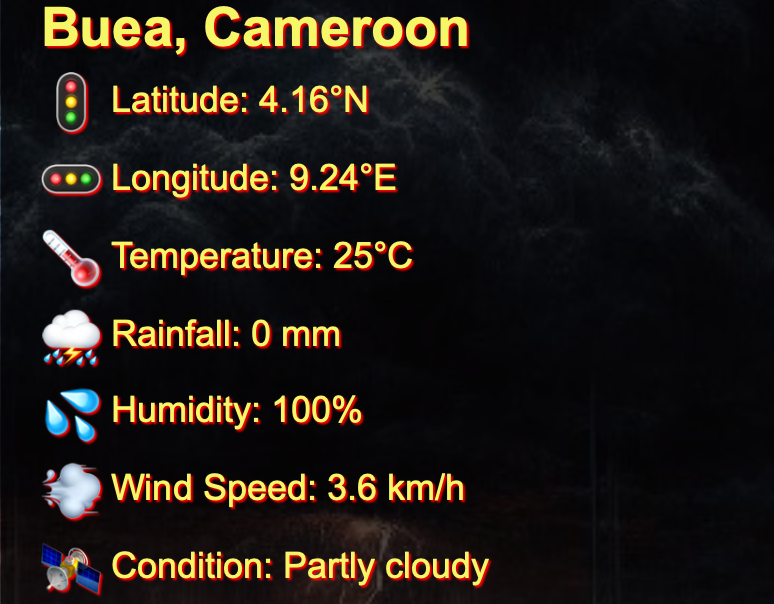 Buea, Cameroon
Latitude: 4.16°N
Longitude: 9.24°E
Temperature: 25°C
Rainfall: 0 mm
Humidity: 100%
Wind Speed: 3.6 km/h
Condition: Partly cloudy